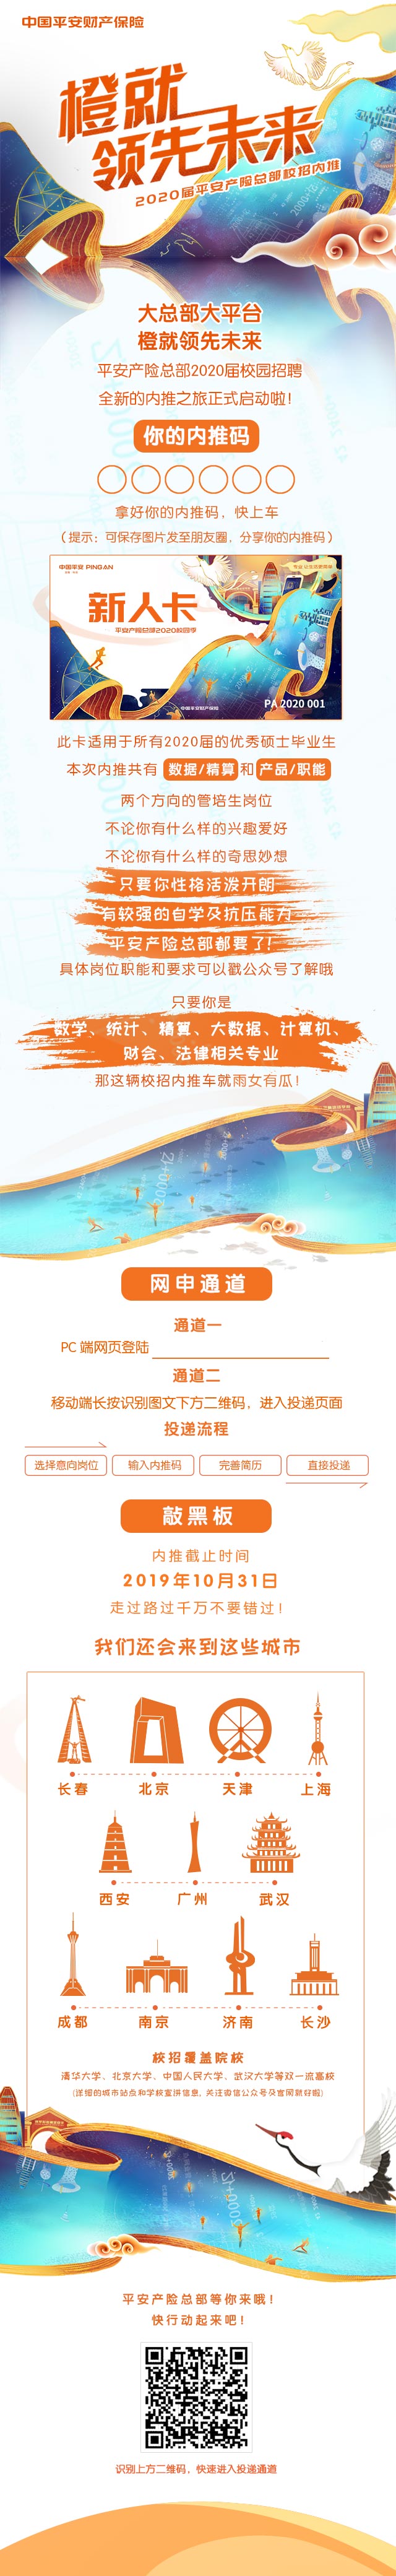 中国平安财产保险
橙就
领先未来
2020届平安产险总部校招内推
大总部大平台
橙就领先未来
平安产险总部2020届校园招聘
全新的内推之旅正式启动啦！
你的内推码
拿好你的内推码，快上车
（提示：可保存图片发至朋友圈，分享你的内推码）
中国平安 PINGAN
新人卡
平安产险总部2020校园季
中国平安财产保险
PA 2020 001
此卡适用于所有2020届的优秀硕士毕业生
本次内推共有 数据/精算 和 产品/职能
两个方向的管培生岗位
不论你有什么样的兴趣爱好
不论你有什么样的奇思妙想
只要你性格活泼开朗
有较强的自学及抗压能力
平安产险总部都要了！
具体岗位职能和要求可以戳公众号了解哦
只要你是
数学、统计、精算、大数据、计算机、
财会、法律相关专业
那这辆校招内推车就雨女有瓜！
网申通道
通道一
PC 端网页登陆
通道二
移动端长按识别图文下方二维码，进入投递页面
投递流程
选择意向岗位 输入内推码 完善简历 直接投递
敲黑板
内推截止时间
2019年10月31日
走过路过千万不要错过！
我们还会来到这些城市
长春 北京 天津 上海
西安 广州 武汉
成都 南京 济南 长沙
校招覆盖院校
清华大学、北京大学、中国人民大学、武汉大学等双一流高校
（详细的城市站点和学校宣讲信息，关注微信公众号及官网就好啦）
平安产险总部等你来哦！
快行动起来吧！
识别上方二维码，快速进入投递通道